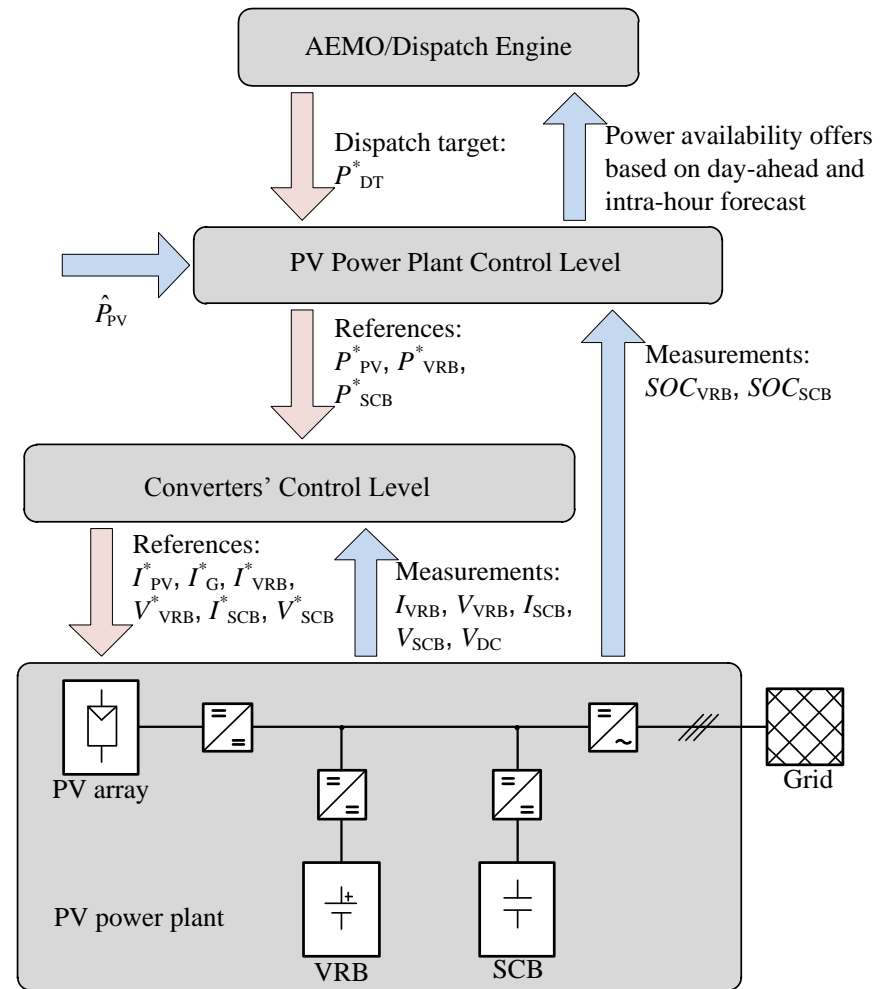 AEMO/Dispatch Engine
Dispatch target:
P*DT
Power availability offers
based on day-ahead and
intra-hour forecast
PV Power Plant Control Level
P̂PV
References:
P*PV, P*VRB,
P*SCB
Measurements:
SOCVRB, SOCSCB
Converters’ Control Level
References:
I*PV, I*G, I*VRB,
V*VRB, I*SCB, V*SCB
Measurements:
IVRB, VVRB, ISCB,
VSCB, VDC
PV array
Grid
PV power plant
VRB
SCB